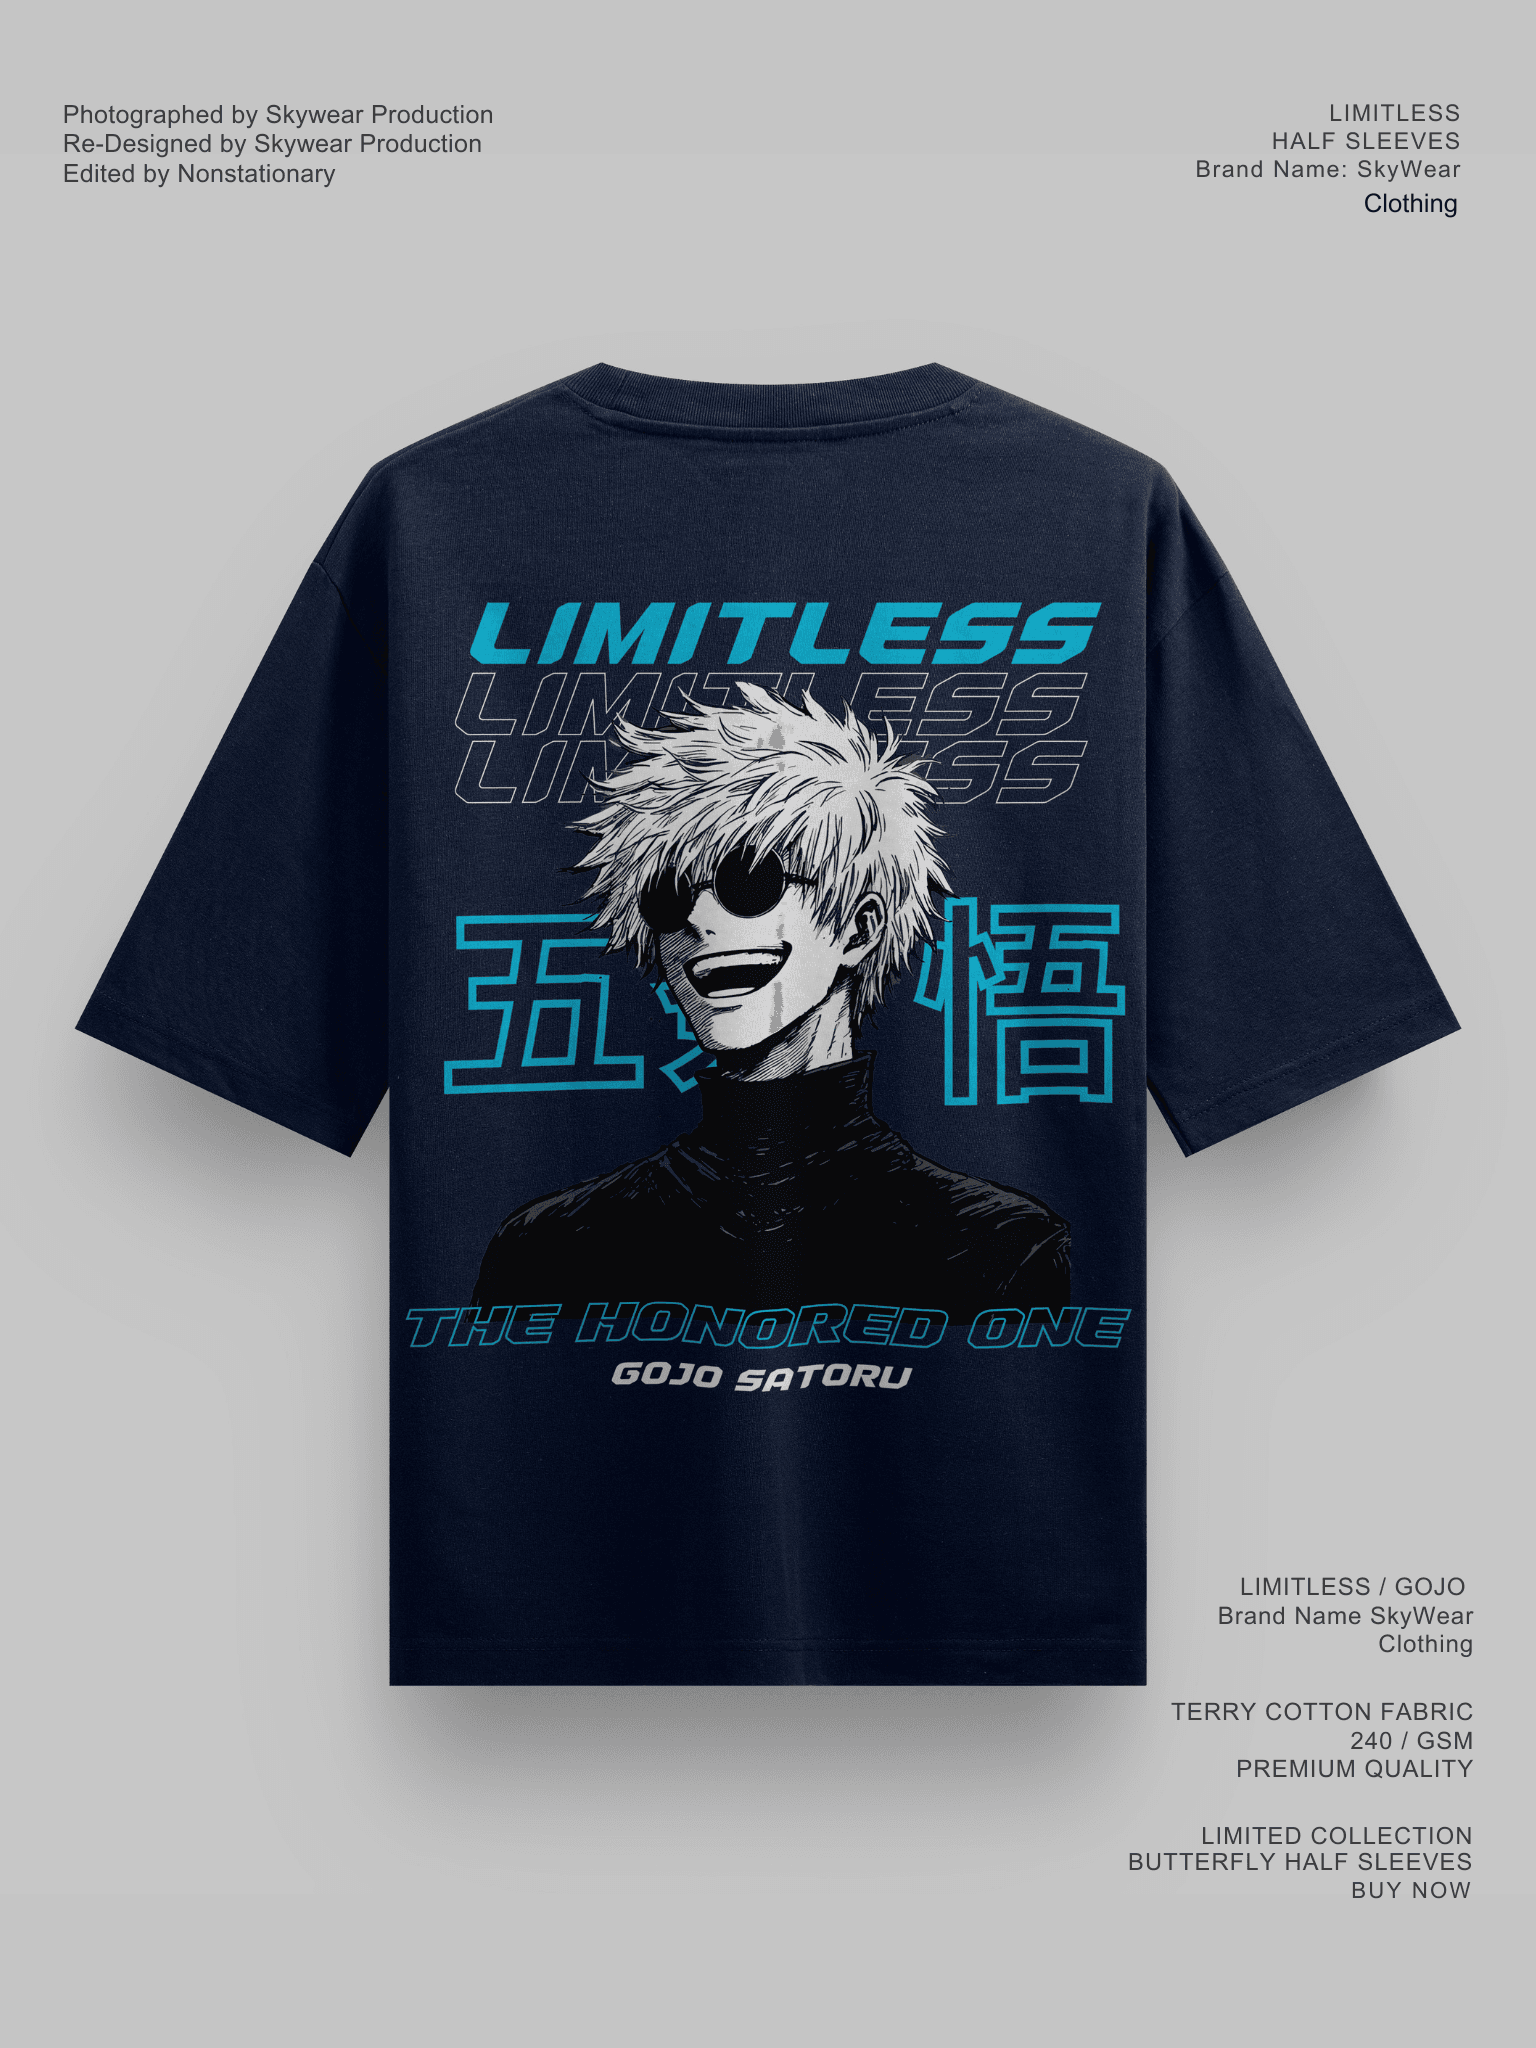 Photographed by Skywear Production
Re-Designed by Skywear Production
Edited by Nonstationary
LIMITLESS
HALF SLEEVES
Brand Name: SkyWear
Clothing
LIMITLESS
LIMITLESS
LIMITLESS
五 悟
THE HONORED ONE
GOJO SATORU
LIMITLESS / GOJO
Brand Name SkyWear
Clothing
TERRY COTTON FABRIC
240 / GSM
PREMIUM QUALITY
LIMITED COLLECTION
BUTTERFLY HALF SLEEVES
BUY NOW